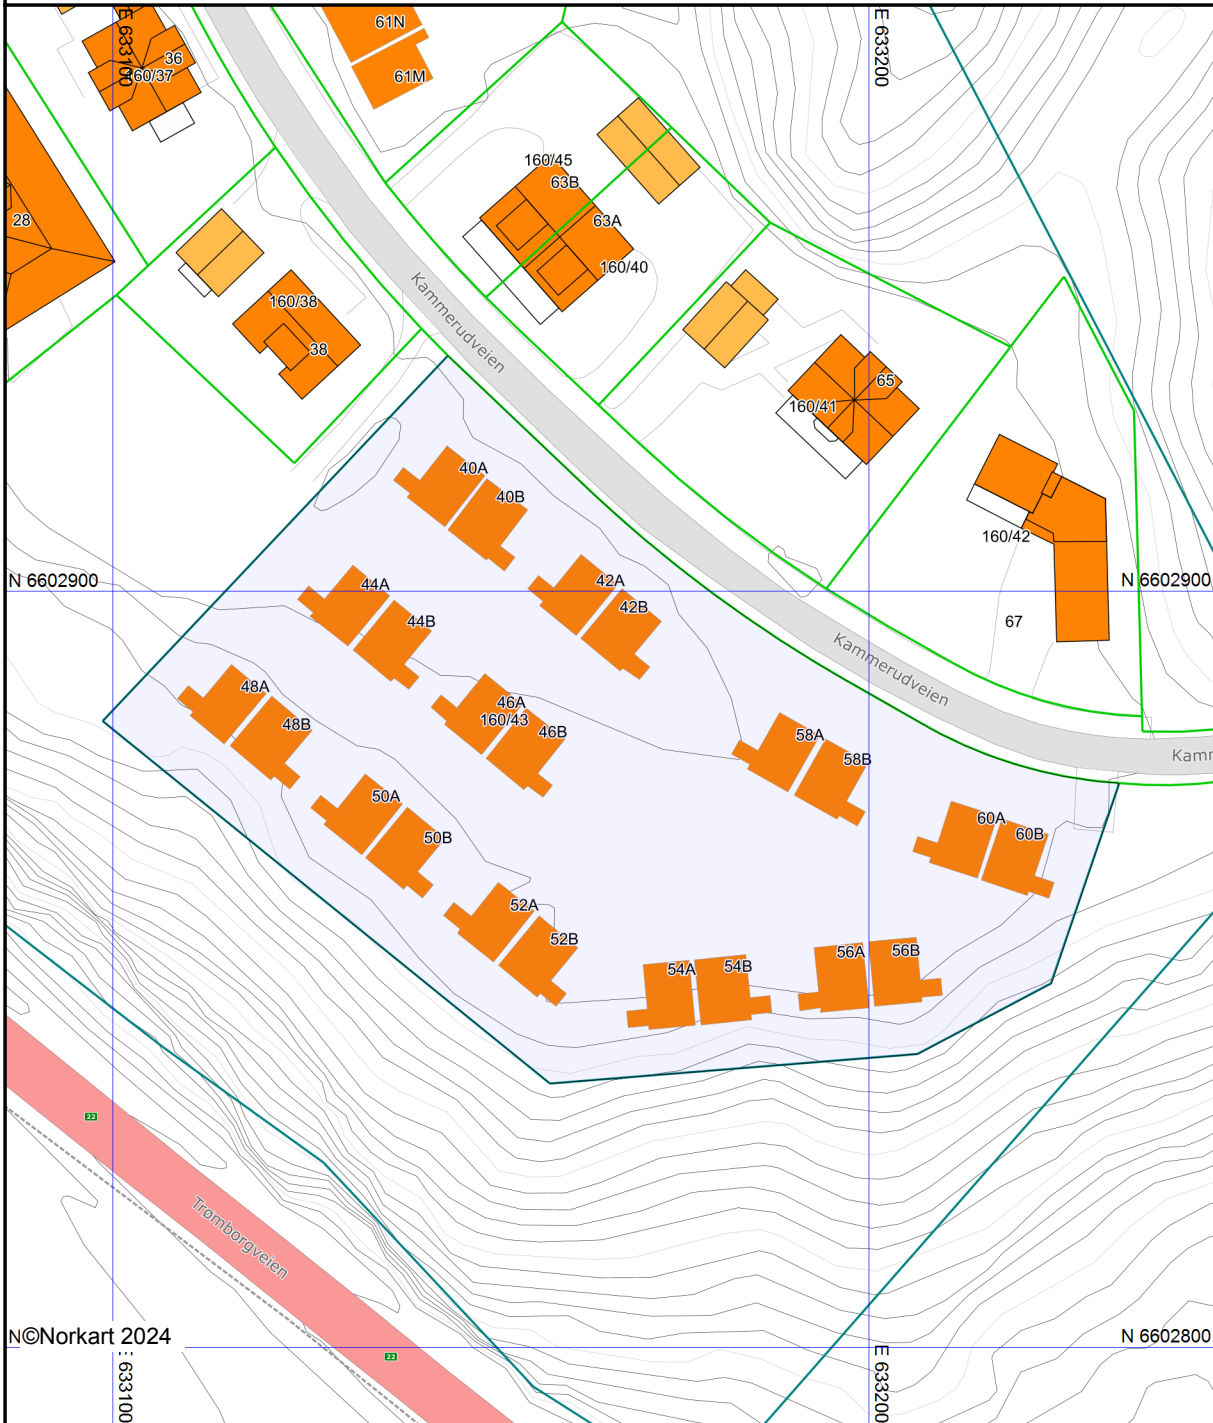 61N
E 633100
E 633200
36
160/37
61M
160/45
63B
28
63A
160/40
160/38
Kammerudveien
38
65
160/41
40A
40B
160/42
N 6602900
N 6602900
44A
42A
42B
44B
67
Kammerudveien
48A
46A
160/43
48B
46B
58A
58B
Kamr
50A
60A
50B
60B
52A
52B
56A
56B
54A
54B
22
Trømborgveien
N©Norkart 2024
N 6602800
22
E 633100
E 633200